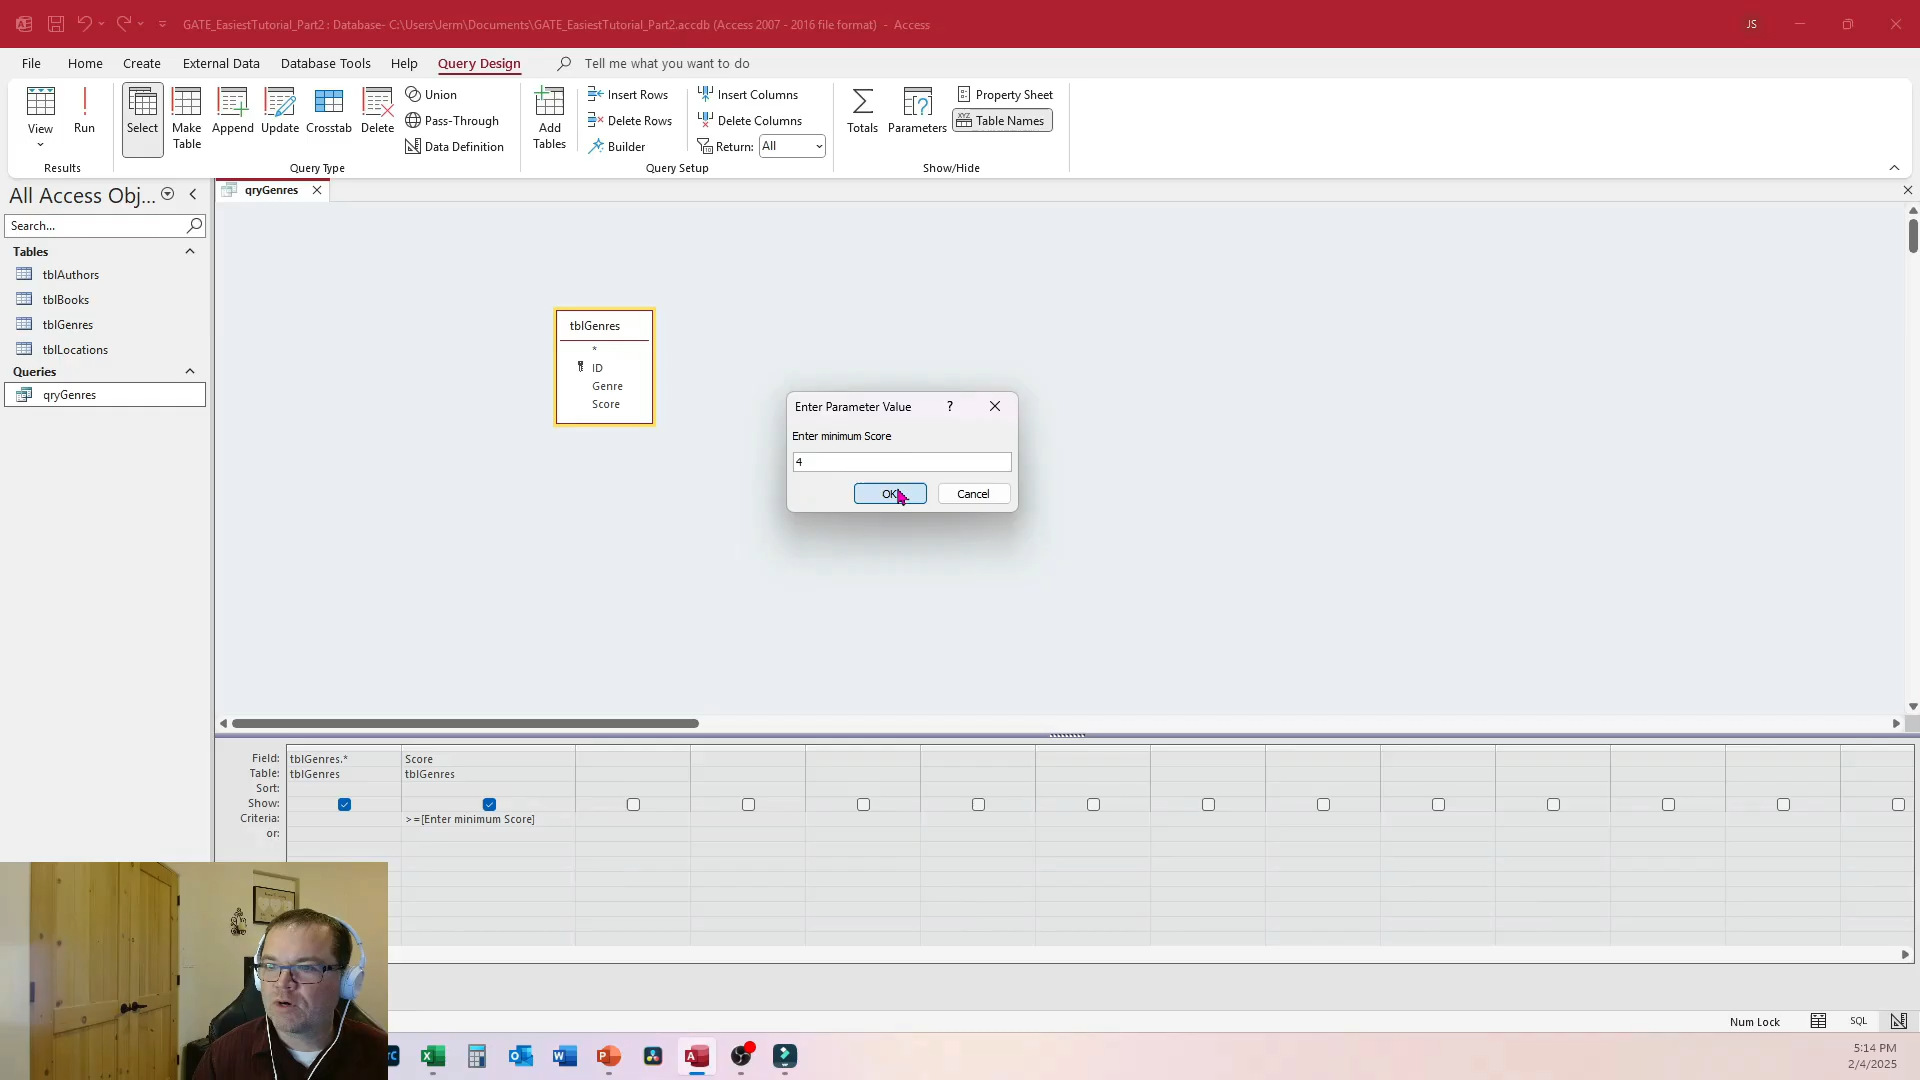 GATE_EasiestTutorial_Part2 : Database- C:\Users\Jerm\Documents\GATE_EasiestTutorial_Part2.accdb (Access 2007 - 2016 file format) - Access
JS
File
Home
Create
External Data
Database Tools
Help
Query Design
Tell me what you want to do
View
Run
Select
Make
Table
Append
Update
Crosstab
Delete
Union
Pass-Through
Data Definition
Add
Tables
Insert Rows
Delete Rows
Builder
Insert Columns
Delete Columns
Return: All
Totals
Parameters
Property Sheet
Table Names
Results
Query Type
Query Setup
Show/Hide
All Access Obj...
qryGenres
Search...
Tables
tblAuthors
tblBooks
tblGenres
tblLocations
Queries
qryGenres
tblGenres
*
ID
Genre
Score
Enter Parameter Value
?
Enter minimum Score
4
OK
Cancel
Field: tblGenres.* Score
Table: tblGenres tblGenres
Sort:
Show:
Criteria: >=[Enter minimum Score]
or:
Num Lock
SQL
5:14 PM
2/4/2025